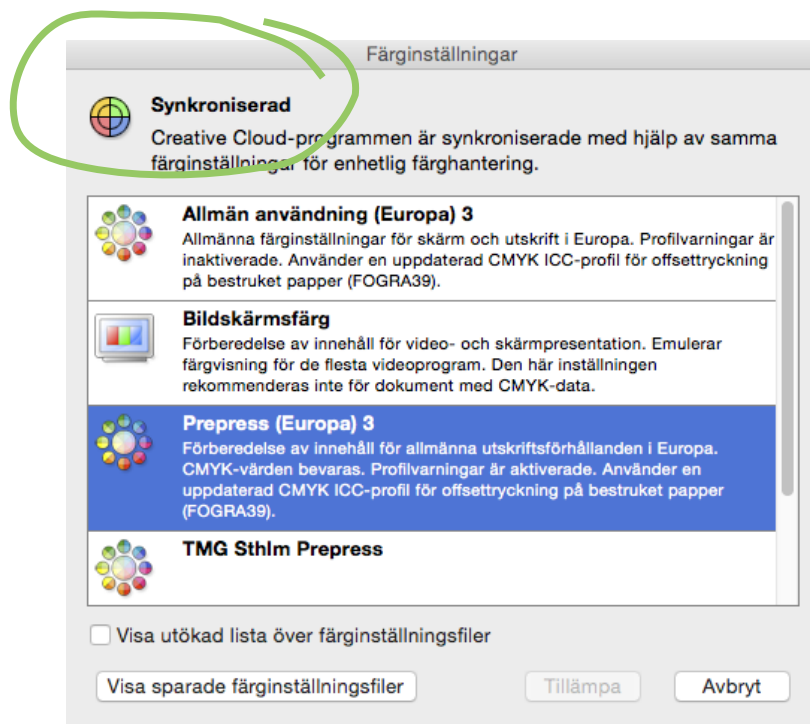 Färginställningar
Synkroniserad
Creative Cloud-programmen är synkroniserade med hjälp av samma
färginställningar för enhetlig färghantering.
Allmän användning (Europa) 3
Allmänna färginställningar för skärm och utskrift i Europa. Profilvarningar är
inaktiverade. Använder en uppdaterad CMYK ICC-profil för offsettryckning
på bestruket papper (FOGRA39).
Bildskärmsfärg
Förberedelse av innehåll för video- och skärmpresentation. Emulerar
färgvisning för de flesta videoprogram. Den här inställningen
rekommenderas inte för dokument med CMYK-data.
Prepress (Europa) 3
Förberedelse av innehåll för allmänna utskriftsförhållanden i Europa.
CMYK-värden bevaras. Profilvarningar är aktiverade. Använder en
uppdaterad CMYK ICC-profil för offsettryckning på bestruket papper
(FOGRA39).
TMG Sthlm Prepress
Visa utökad lista över färginställningsfiler
Visa sparade färginställningsfiler
Tillämpa
Avbryt